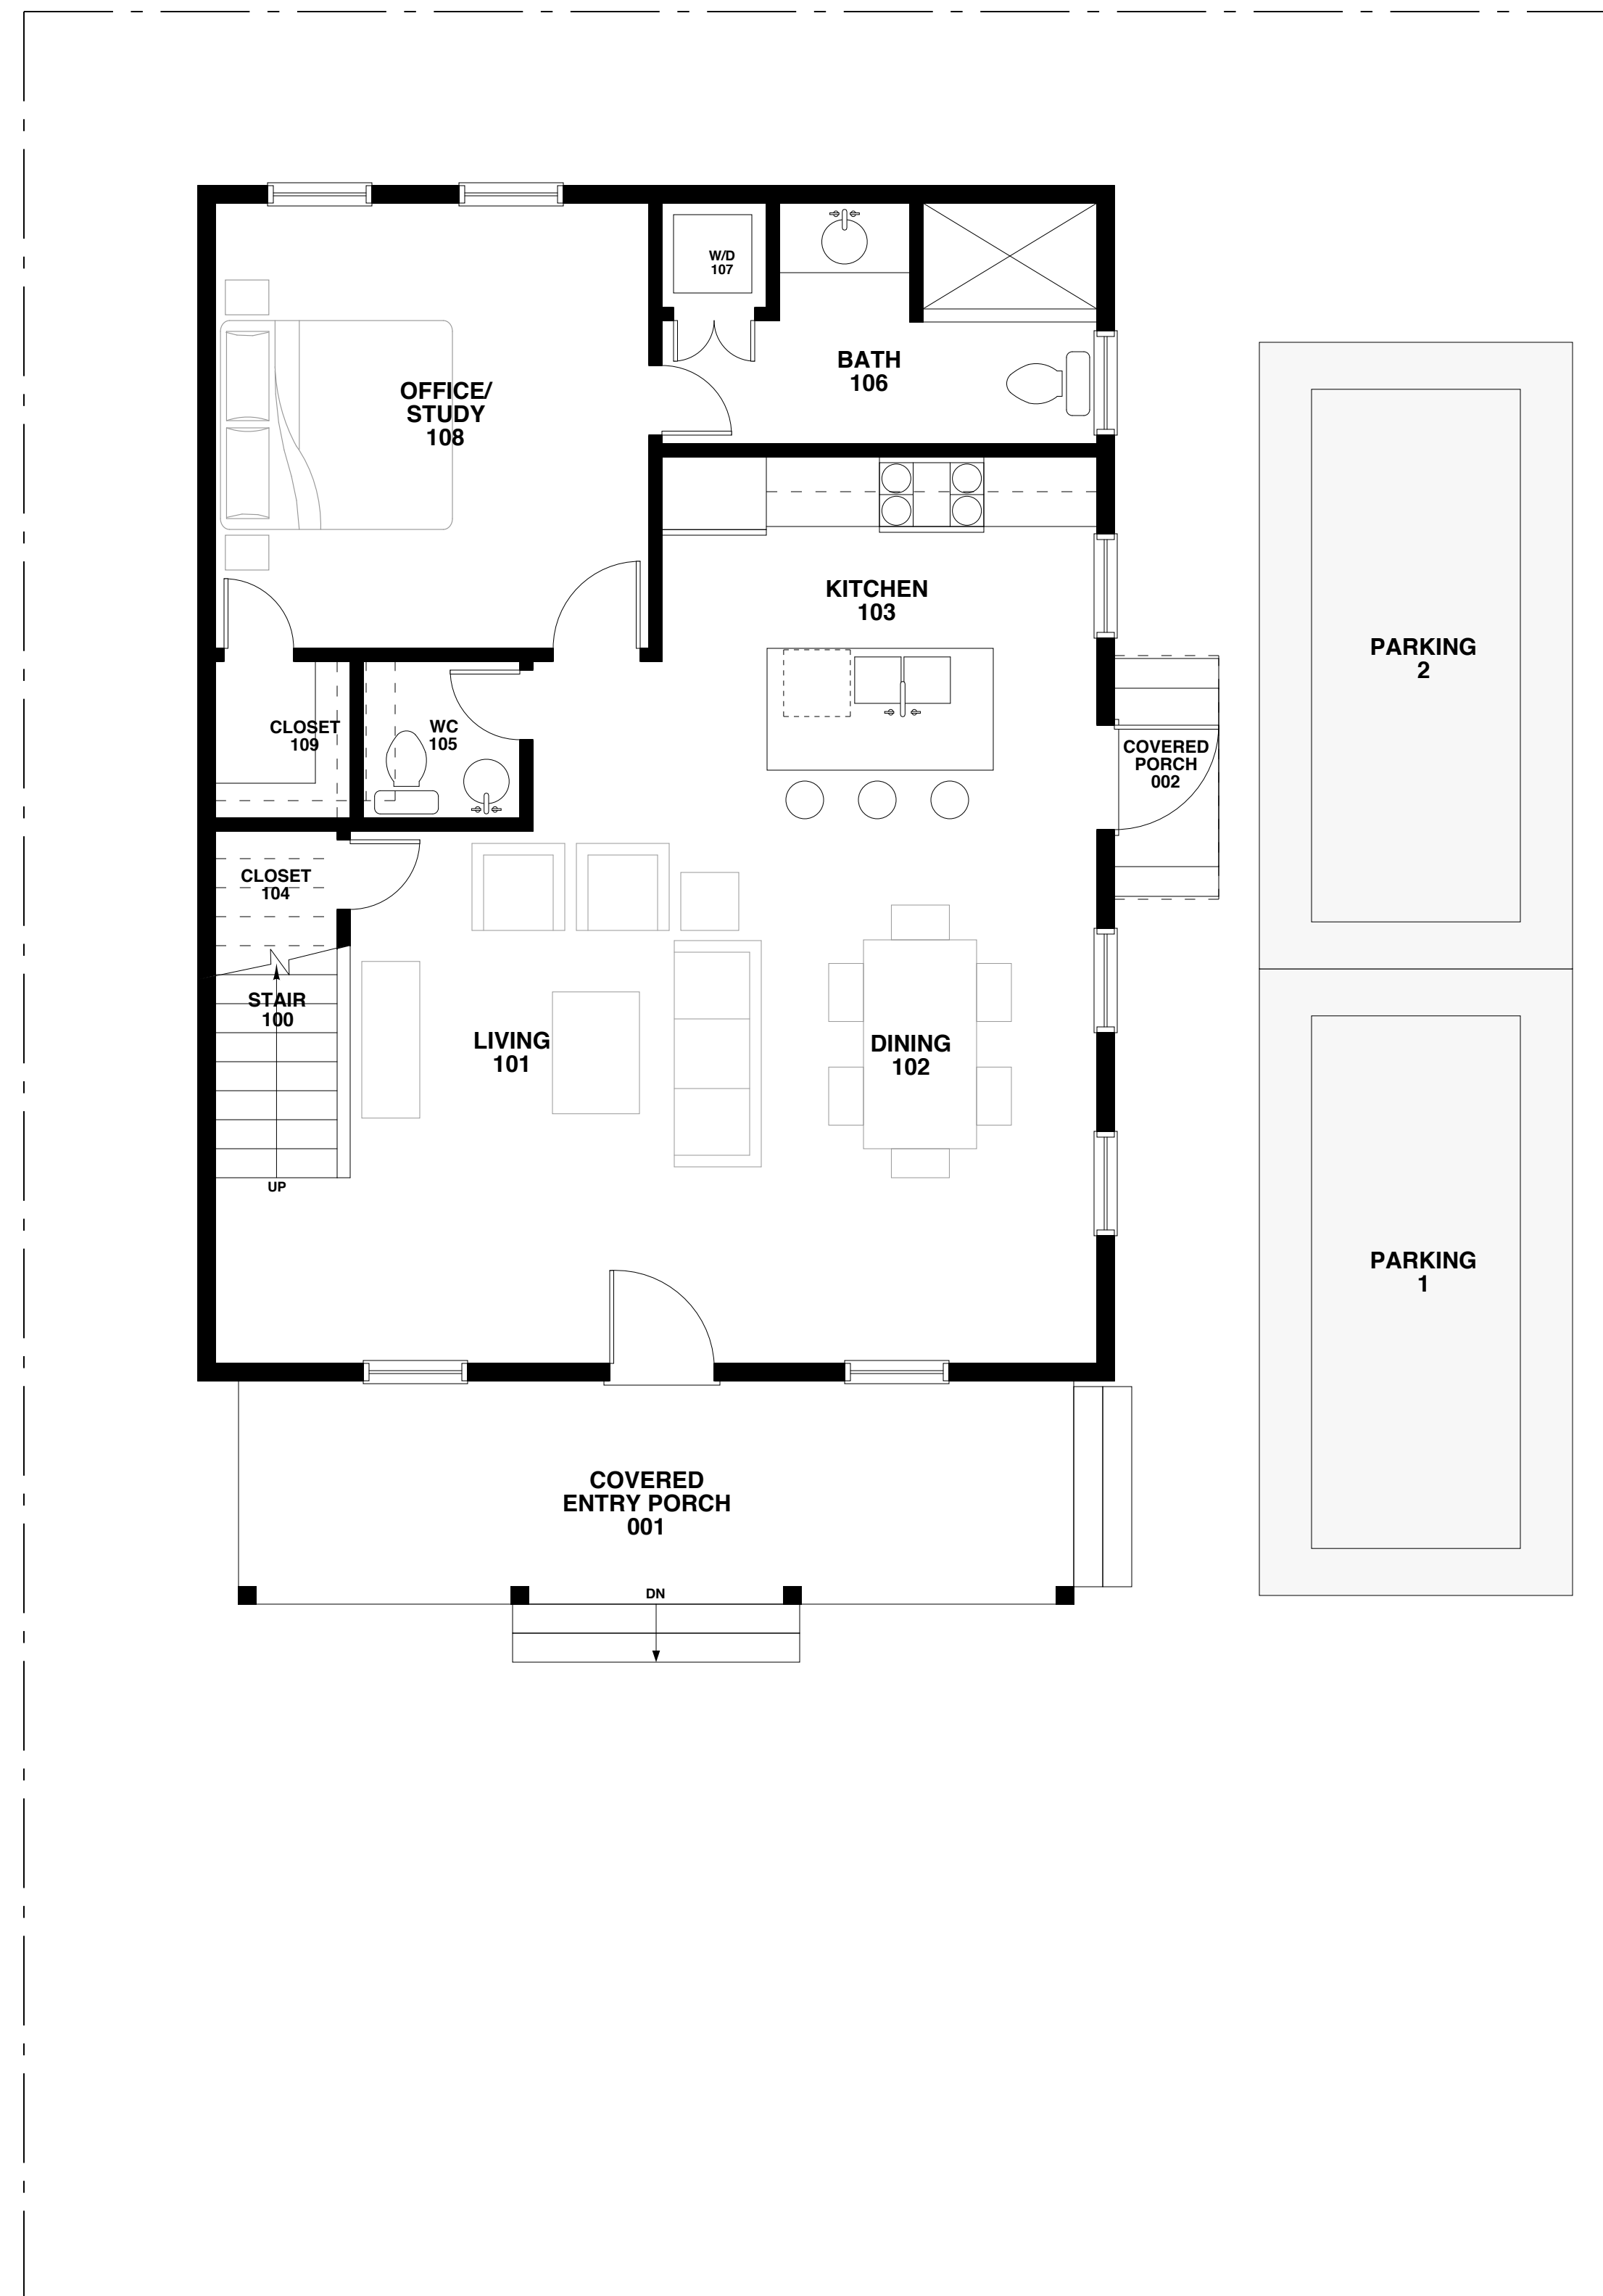 W/D
107
BATH
106
OFFICE/
STUDY
108
KITCHEN
103
PARKING
2
CLOSET
109
WC
105
COVERED
PORCH
002
CLOSET
104
STAIR
100
LIVING
101
DINING
102
UP
PARKING
1
COVERED
ENTRY PORCH
001
DN